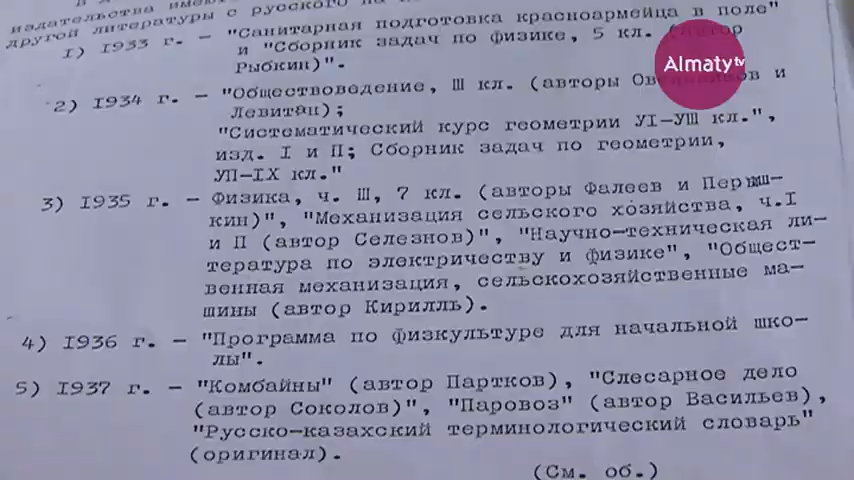 издательства
другой литературы с русского на
1) 1933 г. - "Санитарная подготовка красноармейца в поле"
и "Сборник задач по физике, 5 кл.
Рыбкин)".
Almaty tv
2) 1934 г. - "Обществоведение, Ш кл. (авторы и
Левитан);
"Систематический курс геометрии УI-УШ кл.",
изд. I и П; Сборник задач по геометрии,
УП-IX кл."
3) 1935 г. - Физика, ч. Ш, 7 кл. (авторы Фалеев и Перыш-
кин)", "Механизация сельского хозяйства, ч.I
и П (автор Селезнов)", "Научно-техническая ли-
тература по электричеству и физике", "Общест-
венная механизация, сельскохозяйственные ма-
шины (автор Кирилль).
4) 1936 г. - "Программа по физкультуре для начальной шко-
лы".
5) 1937 г. - "Комбайны" (автор Партков), "Слесарное дело
(автор Соколов)", "Паровоз" (автор Васильев),
"Русско-казахский терминологический словарь"
(оригинал).
(См. об.)